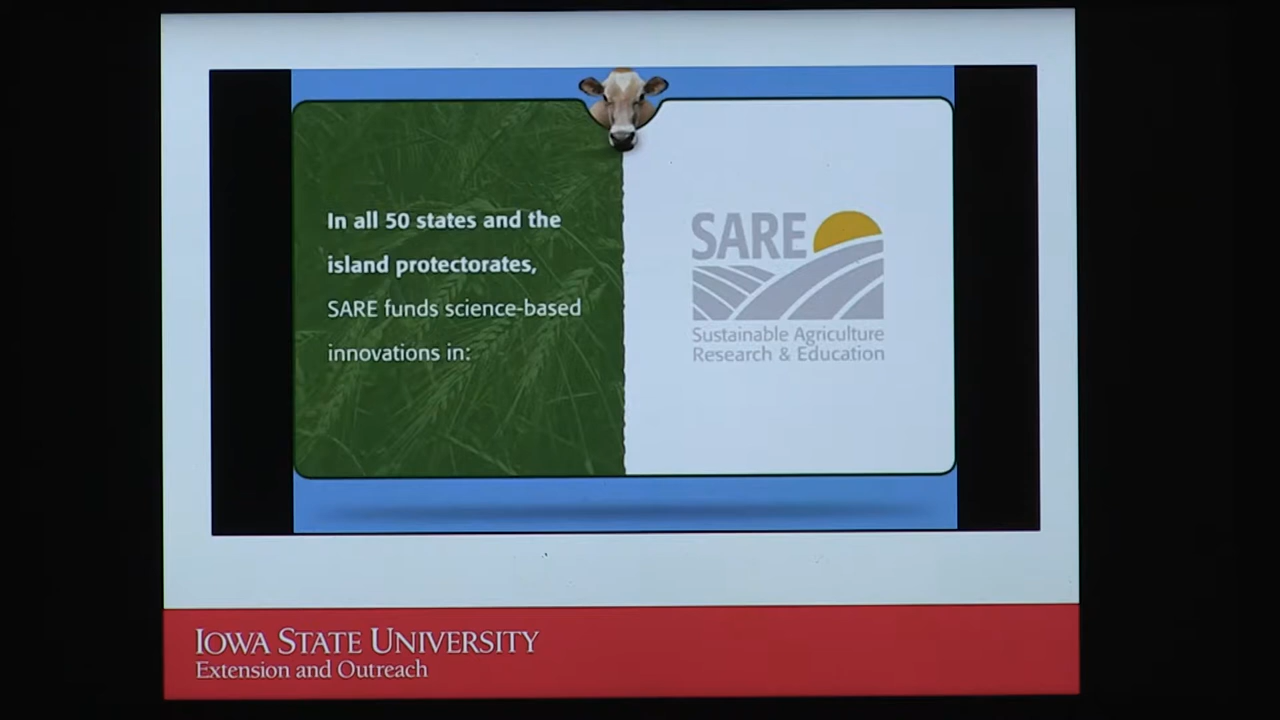 In all 50 states and the
island protectorates,
SARE funds science-based
innovations in:
SARE
Sustainable Agriculture
Research & Education
IOWA STATE UNIVERSITY
Extension and Outreach